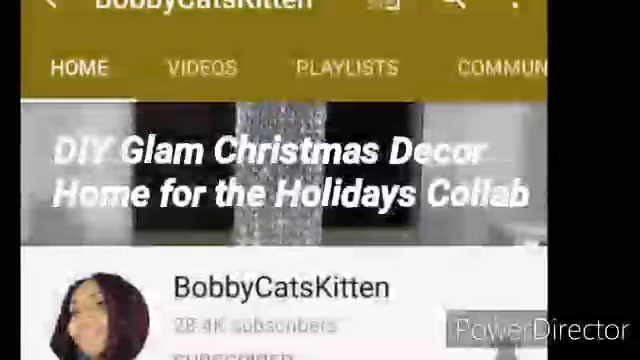 BobbyCatsKitten
HOME VIDEOS PLAYLISTS COMMUN
DIY Glam Christmas Decor
Home for the Holidays Collab
BobbyCatsKitten
28.4K subscribers
SUBSCRIBED
PowerDirector